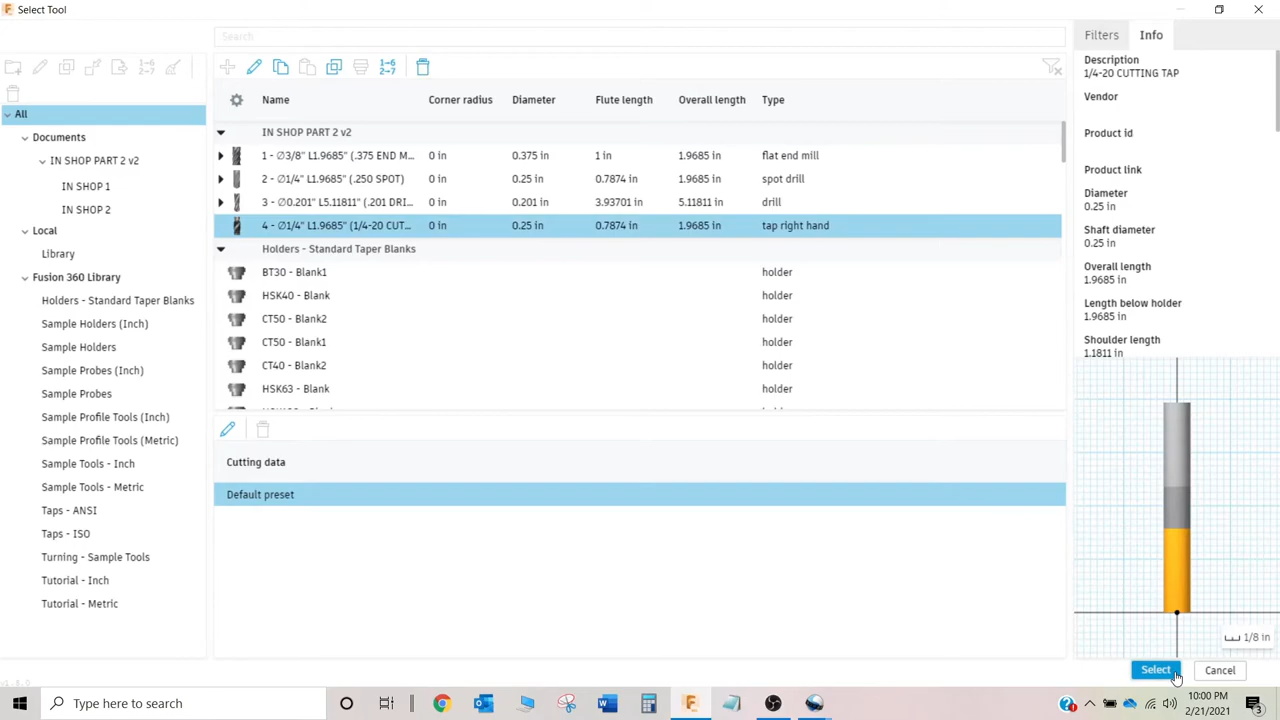 Select Tool
Search
Filters
Info
Name
Corner radius
Diameter
Flute length
Overall length
Type
All
Documents
IN SHOP PART 2 v2
IN SHOP 1
IN SHOP 2
Local
Library
Fusion 360 Library
Holders - Standard Taper Blanks
Sample Holders (Inch)
Sample Holders
Sample Probes (Inch)
Sample Probes
Sample Profile Tools (Inch)
Sample Profile Tools (Metric)
Sample Tools - Inch
Sample Tools - Metric
Taps - ANSI
Taps - ISO
Turning - Sample Tools
Tutorial - Inch
Tutorial - Metric
IN SHOP PART 2 v2
1 - ∅3/8" L1.9685" (.375 END M... 0 in 0.375 in 1 in 1.9685 in flat end mill
2 - ∅1/4" L1.9685" (.250 SPOT) 0 in 0.25 in 0.7874 in 1.9685 in spot drill
3 - ∅0.201" L5.11811" (.201 DRI... 0 in 0.201 in 3.93701 in 5.11811 in drill
4 - ∅1/4" L1.9685" (1/4-20 CUT... 0 in 0.25 in 0.7874 in 1.9685 in tap right hand
Holders - Standard Taper Blanks
BT30 - Blank1 holder
HSK40 - Blank holder
CT50 - Blank2 holder
CT50 - Blank1 holder
CT40 - Blank2 holder
HSK63 - Blank holder
Cutting data
Default preset
Description
1/4-20 CUTTING TAP
Vendor
Product id
Product link
Diameter
0.25 in
Shaft diameter
0.25 in
Overall length
1.9685 in
Length below holder
1.9685 in
Shoulder length
1.1811 in
1/8 in
Select
Cancel
Type here to search
10:00 PM
2/21/2021
3